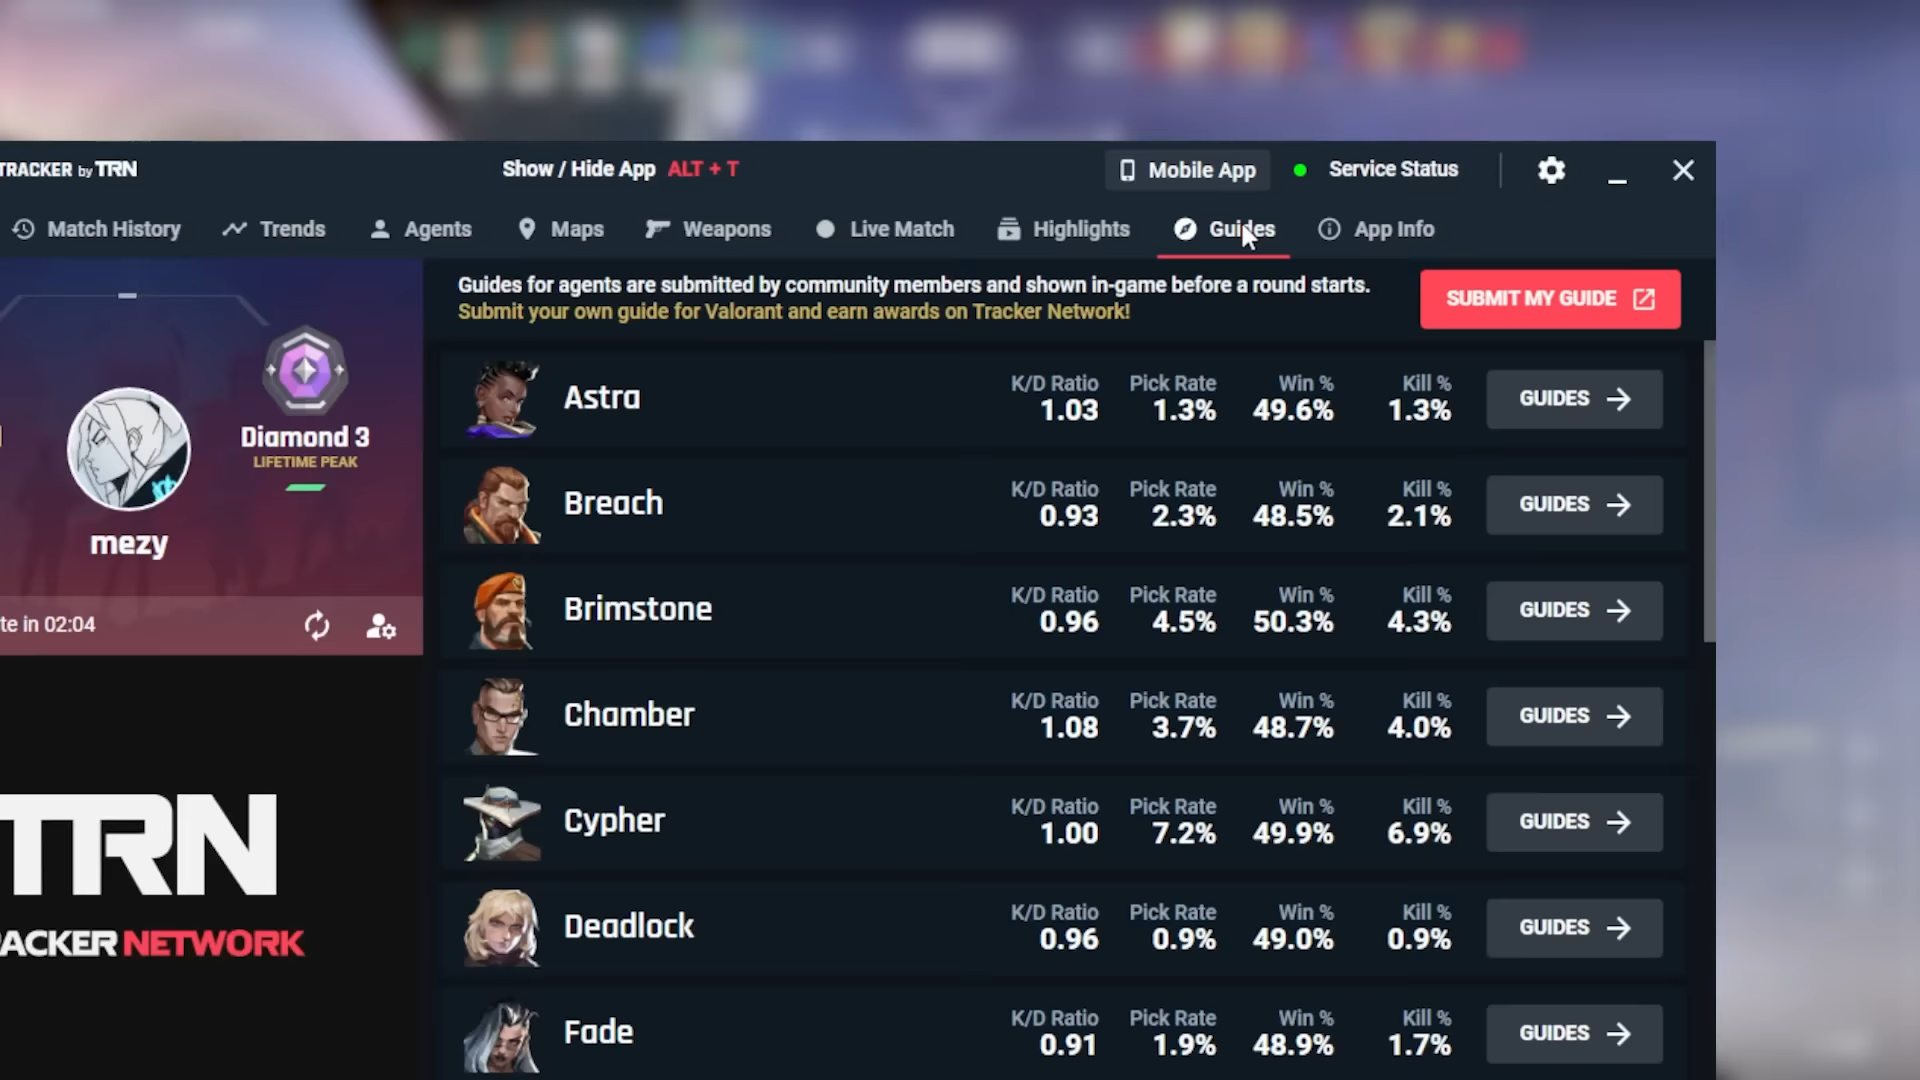 TRACKER by TRN
Show / Hide App ALT + T
Mobile App
Service Status
Match History
Trends
Agents
Maps
Weapons
Live Match
Highlights
Guides
App Info
Guides for agents are submitted by community members and shown in-game before a round starts.
Submit your own guide for Valorant and earn awards on Tracker Network!
SUBMIT MY GUIDE
Diamond 3
LIFETIME PEAK
mezy
te in 02:04
TRN
RACKER NETWORK
Astra
K/D Ratio Pick Rate Win % Kill %
1.03 1.3% 49.6% 1.3%
GUIDES
Breach
K/D Ratio Pick Rate Win % Kill %
0.93 2.3% 48.5% 2.1%
GUIDES
Brimstone
K/D Ratio Pick Rate Win % Kill %
0.96 4.5% 50.3% 4.3%
GUIDES
Chamber
K/D Ratio Pick Rate Win % Kill %
1.08 3.7% 48.7% 4.0%
GUIDES
Cypher
K/D Ratio Pick Rate Win % Kill %
1.00 7.2% 49.9% 6.9%
GUIDES
Deadlock
K/D Ratio Pick Rate Win % Kill %
0.96 0.9% 49.0% 0.9%
GUIDES
Fade
K/D Ratio Pick Rate Win % Kill %
0.91 1.9% 48.9% 1.7%
GUIDES